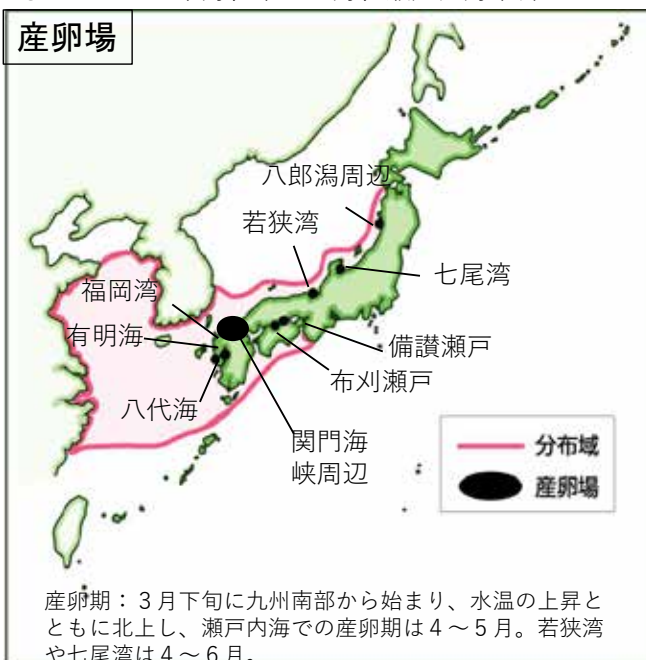 産卵場
八郎潟周辺
若狭湾
七尾湾
福岡湾
有明海
備讃瀬戸
布刈瀬戸
八代海
関門海
峡周辺
分布域
産卵場
産卵期：３月下旬に九州南部から始まり、水温の上昇と
ともに北上し、瀬戸内海での産卵期は４～５月。若狭湾
や七尾湾は４～６月。